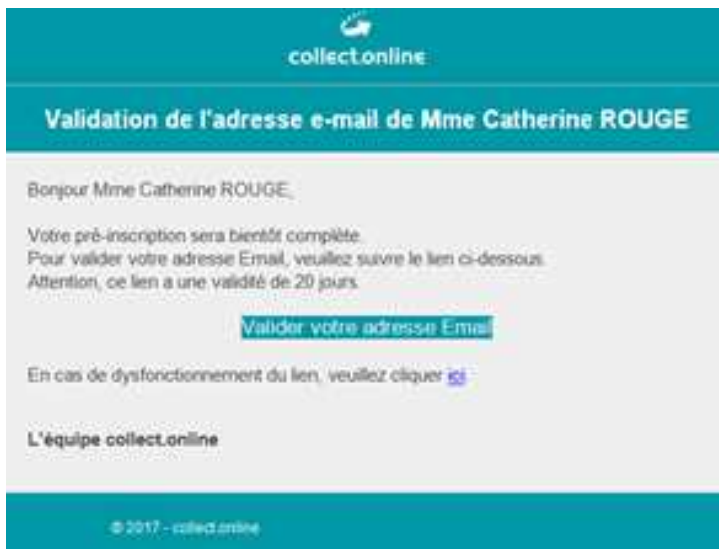 collect.online
Validation de l'adresse e-mail de Mme Catherine ROUGE
Bonjour Mme Catherine ROUGE,
Votre pré-inscription sera bientôt complète.
Pour valider votre adresse Email, veuillez suivre le lien ci-dessous.
Attention, ce lien a une validité de 20 jours.
Valider votre adresse Email
En cas de dysfonctionnement du lien, veuillez cliquer ici
L'équipe collect.online
© 2017 - collect.online